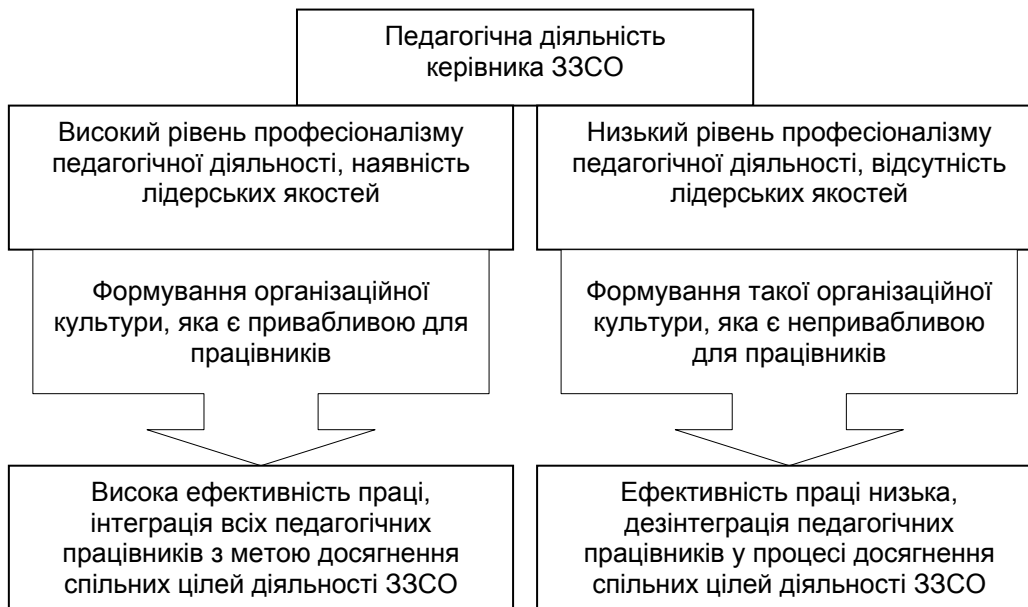 Педагогічна діяльність
керівника ЗЗСО
Високий рівень професіоналізму
педагогічної діяльності, наявність
лідерських якостей
Низький рівень професіоналізму
педагогічної діяльності, відсутність
лідерських якостей
Формування організаційної
культури, яка є привабливою для
працівників
Формування такої організаційної
культури, яка є непривабливою
для працівників
Висока ефективність праці,
інтеграція всіх педагогічних
працівників з метою досягнення
спільних цілей діяльності ЗЗСО
Ефективність праці низька,
дезінтеграція педагогічних
працівників у процесі досягнення
спільних цілей діяльності ЗЗСО